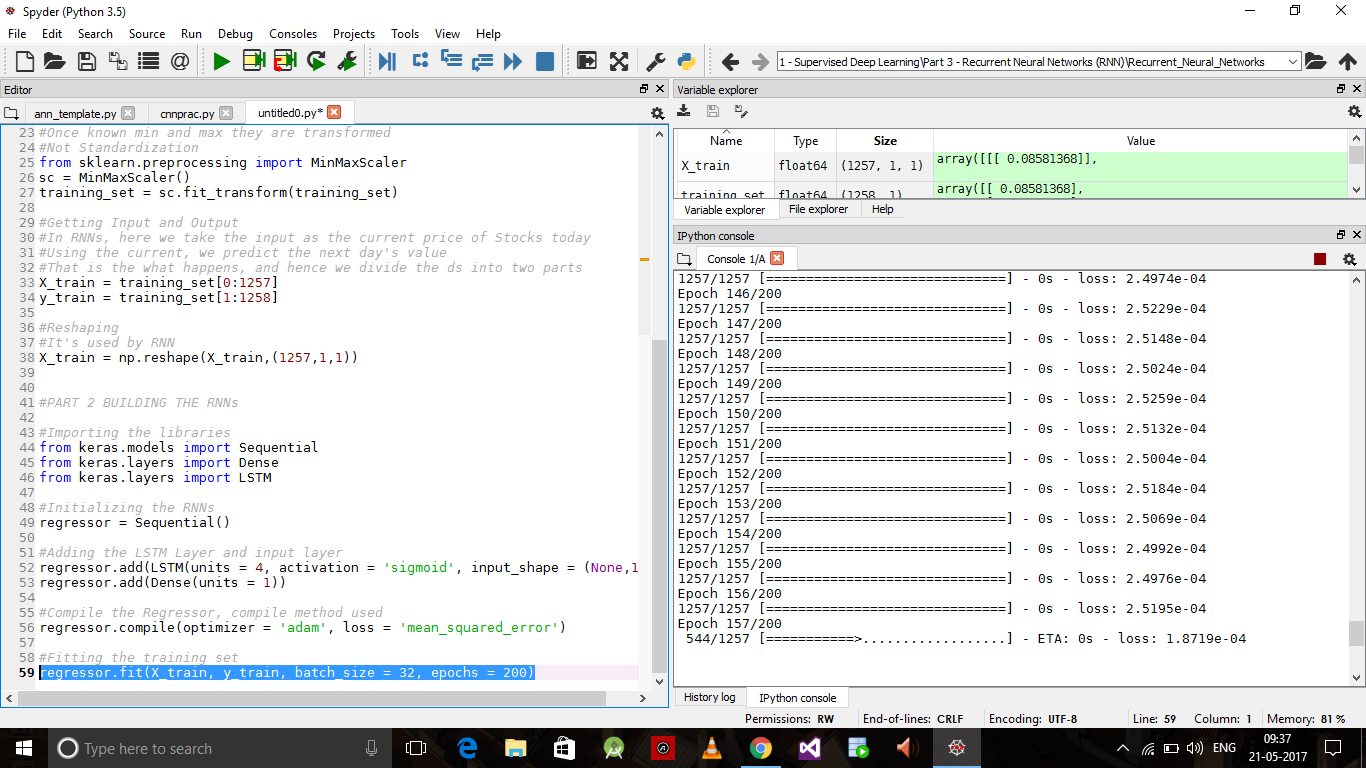 Spyder (Python 3.5)
File Edit Search Source Run Debug Consoles Projects Tools View Help
1 - Supervised Deep Learning\Part 3 - Recurrent Neural Networks (RNN)\Recurrent_Neural_Networks
Editor
ann_template.py cnnprac.py untitled0.py*
23 #Once known min and max they are transformed
24 #Not Standardization
25 from sklearn.preprocessing import MinMaxScaler
26 sc = MinMaxScaler()
27 training_set = sc.fit_transform(training_set)
28
29 #Getting Input and Output
30 #In RNNs, here we take the input as the current price of Stocks today
31 #Using the current, we predict the next day's value
32 #That is the what happens, and hence we divide the ds into two parts
33 X_train = training_set[0:1257]
34 y_train = training_set[1:1258]
35
36 #Reshaping
37 #It's used by RNN
38 X_train = np.reshape(X_train,(1257,1,1))
39
40
41 #PART 2 BUILDING THE RNNs
42
43 #Importing the libraries
44 from keras.models import Sequential
45 from keras.layers import Dense
46 from keras.layers import LSTM
47
48 #Initializing the RNNs
49 regressor = Sequential()
50
51 #Adding the LSTM Layer and input layer
52 regressor.add(LSTM(units = 4, activation = 'sigmoid', input_shape = (None,1
53 regressor.add(Dense(units = 1))
54
55 #Compile the Regressor, compile method used
56 regressor.compile(optimizer = 'adam', loss = 'mean_squared_error')
57
58 #Fitting the training set
59 regressor.fit(X_train, y_train, batch_size = 32, epochs = 200)
Variable explorer
Name Type Size Value
X_train float64 (1257, 1, 1) array([[[ 0.08581368]],
training_set float64 (1258, 1) array([[ 0.08581368],
Variable explorer File explorer Help
IPython console
Console 1/A
1257/1257 [==============================] - 0s - loss: 2.4974e-04
Epoch 146/200
1257/1257 [==============================] - 0s - loss: 2.5229e-04
Epoch 147/200
1257/1257 [==============================] - 0s - loss: 2.5148e-04
Epoch 148/200
1257/1257 [==============================] - 0s - loss: 2.5024e-04
Epoch 149/200
1257/1257 [==============================] - 0s - loss: 2.5259e-04
Epoch 150/200
1257/1257 [==============================] - 0s - loss: 2.5132e-04
Epoch 151/200
1257/1257 [==============================] - 0s - loss: 2.5004e-04
Epoch 152/200
1257/1257 [==============================] - 0s - loss: 2.5184e-04
Epoch 153/200
1257/1257 [==============================] - 0s - loss: 2.5069e-04
Epoch 154/200
1257/1257 [==============================] - 0s - loss: 2.4992e-04
Epoch 155/200
1257/1257 [==============================] - 0s - loss: 2.4976e-04
Epoch 156/200
1257/1257 [==============================] - 0s - loss: 2.5195e-04
Epoch 157/200
544/1257 [===========>..................] - ETA: 0s - loss: 1.8719e-04
History log IPython console
Permissions: RW End-of-lines: CRLF Encoding: UTF-8 Line: 59 Column: 1 Memory: 81 %
Type here to search
ENG
09:37
21-05-2017